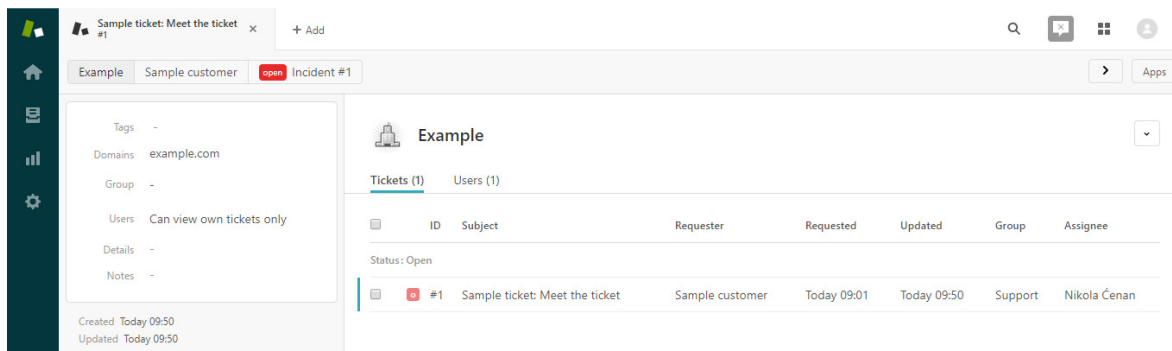 Sample ticket: Meet the ticket
#1
+ Add
Example Sample customer open Incident #1
Apps
Tags -
Domains example.com
Group -
Users Can view own tickets only
Details -
Notes -
Created Today 09:50
Updated Today 09:50
Example
Tickets (1) Users (1)
ID Subject Requester Requested Updated Group Assignee
Status: Open
o #1 Sample ticket: Meet the ticket Sample customer Today 09:01 Today 09:50 Support Nikola Ćenan